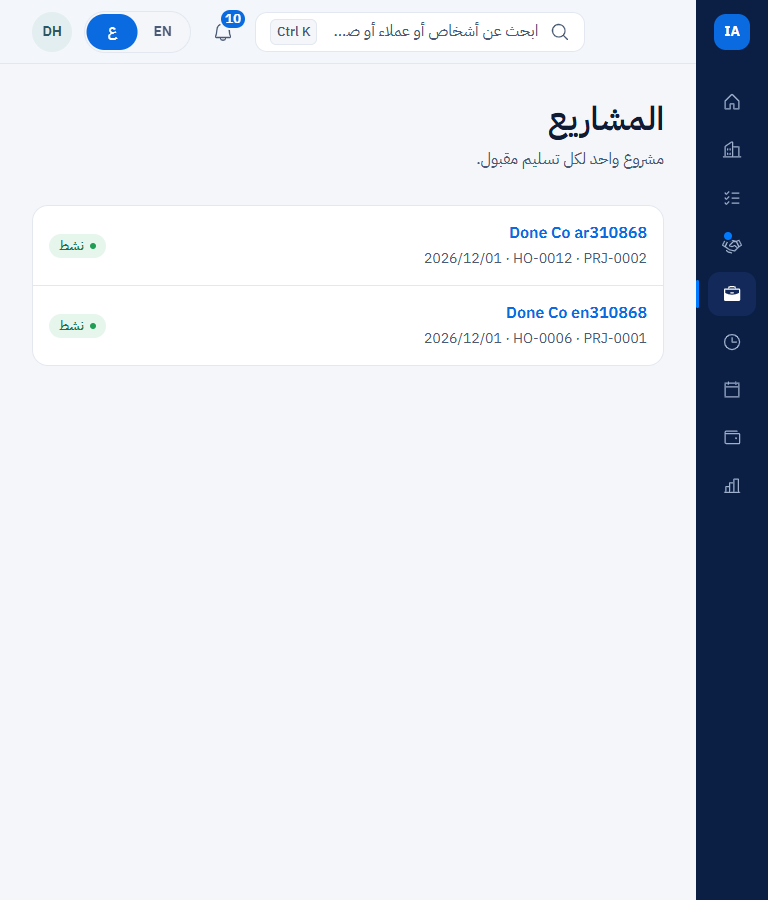 IA
ابحث عن أشخاص أو عملاء أو صـ...
Ctrl K
10
EN
ع
DH
المشاريع
مشروع واحد لكل تسليم مقبول.
Done Co ar310868
نشط
2026/12/01 · HO-0012 · PRJ-0002
Done Co en310868
نشط
2026/12/01 · HO-0006 · PRJ-0001